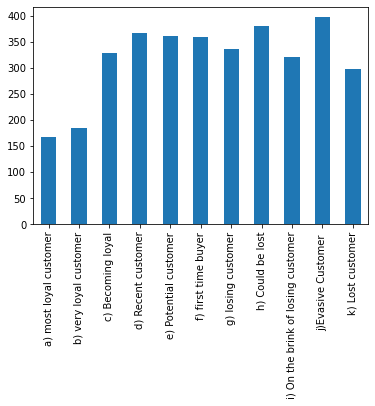 400
350
300
250
200
150
100
50
0
a) most loyal customer
b) very loyal customer
c) Becoming loyal
d) Recent customer
e) Potential customer
f) first time buyer
g) losing customer
h) Could be lost
i) On the brink of losing customer
j)Evasive Customer
k) Lost customer